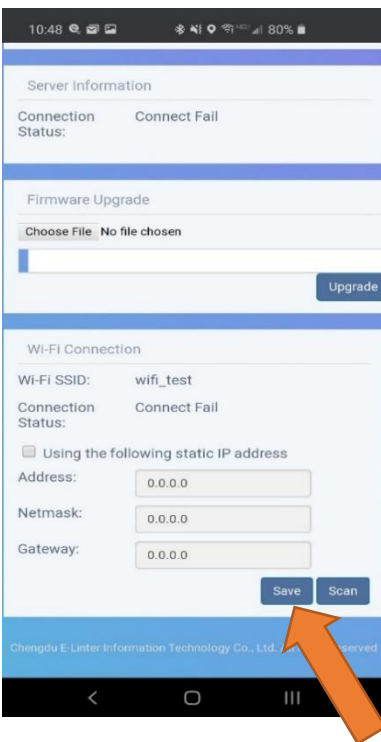 10:48 80%
Server Information
Connection Status: Connect Fail
Firmware Upgrade
Choose File No file chosen
Upgrade
Wi-Fi Connection
Wi-Fi SSID: wifi_test
Connection Status: Connect Fail
Using the following static IP address
Address: 0.0.0.0
Netmask: 0.0.0.0
Gateway: 0.0.0.0
Save Scan
Chengdu E-Linter Information Technology Co., Ltd.